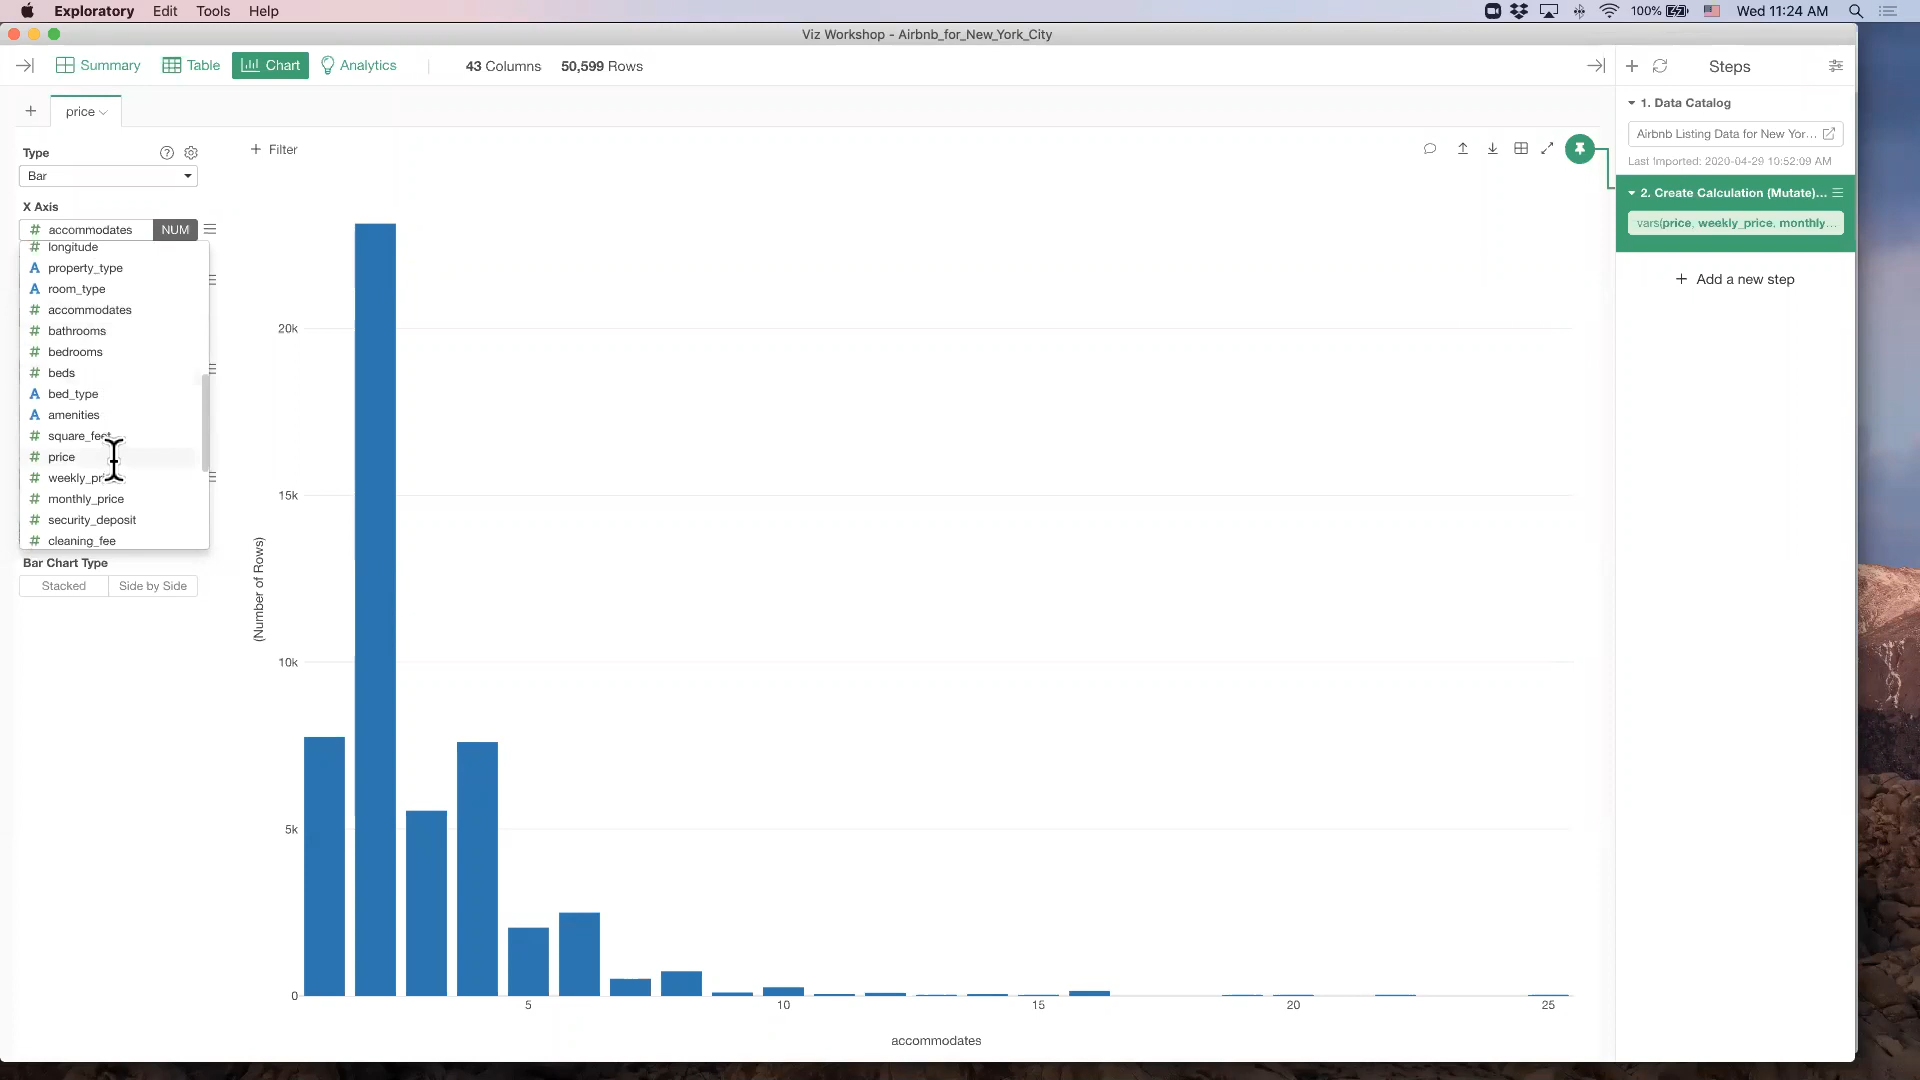 Exploratory Edit Tools Help 100% Wed 11:24 AM
Viz Workshop - Airbnb_for_New_York_City
Summary Table Chart Analytics 43 Columns 50,599 Rows
Steps
price
Type
Bar
X Axis
# accommodates NUM
# longitude
A property_type
A room_type
# accommodates
# bathrooms
# bedrooms
# beds
A bed_type
A amenities
# square_feet
# price
# weekly_pri
# monthly_price
# security_deposit
# cleaning_fee
Bar Chart Type
Stacked Side by Side
+ Filter
(Number of Rows)
20k
15k
10k
5k
0
5 10 15 20 25
accommodates
1. Data Catalog
Airbnb Listing Data for New Yor...
Last Imported: 2020-04-29 10:52:09 AM
2. Create Calculation (Mutate)...
vars(price, weekly_price, monthly...
+ Add a new step